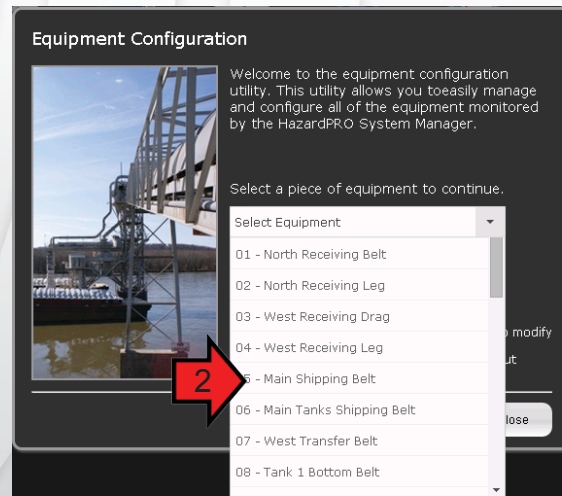 Equipment Configuration
Welcome to the equipment configuration
utility. This utility allows you toeasily manage
and configure all of the equipment monitored
by the HazardPRO System Manager.
Select a piece of equipment to continue.
Select Equipment
01 - North Receiving Belt
02 - North Receiving Leg
03 - West Receiving Drag
04 - West Receiving Leg
modify
2
5 - Main Shipping Belt
ut
06 - Main Tanks Shipping Belt
lose
07 - West Transfer Belt
08 - Tank 1 Bottom Belt